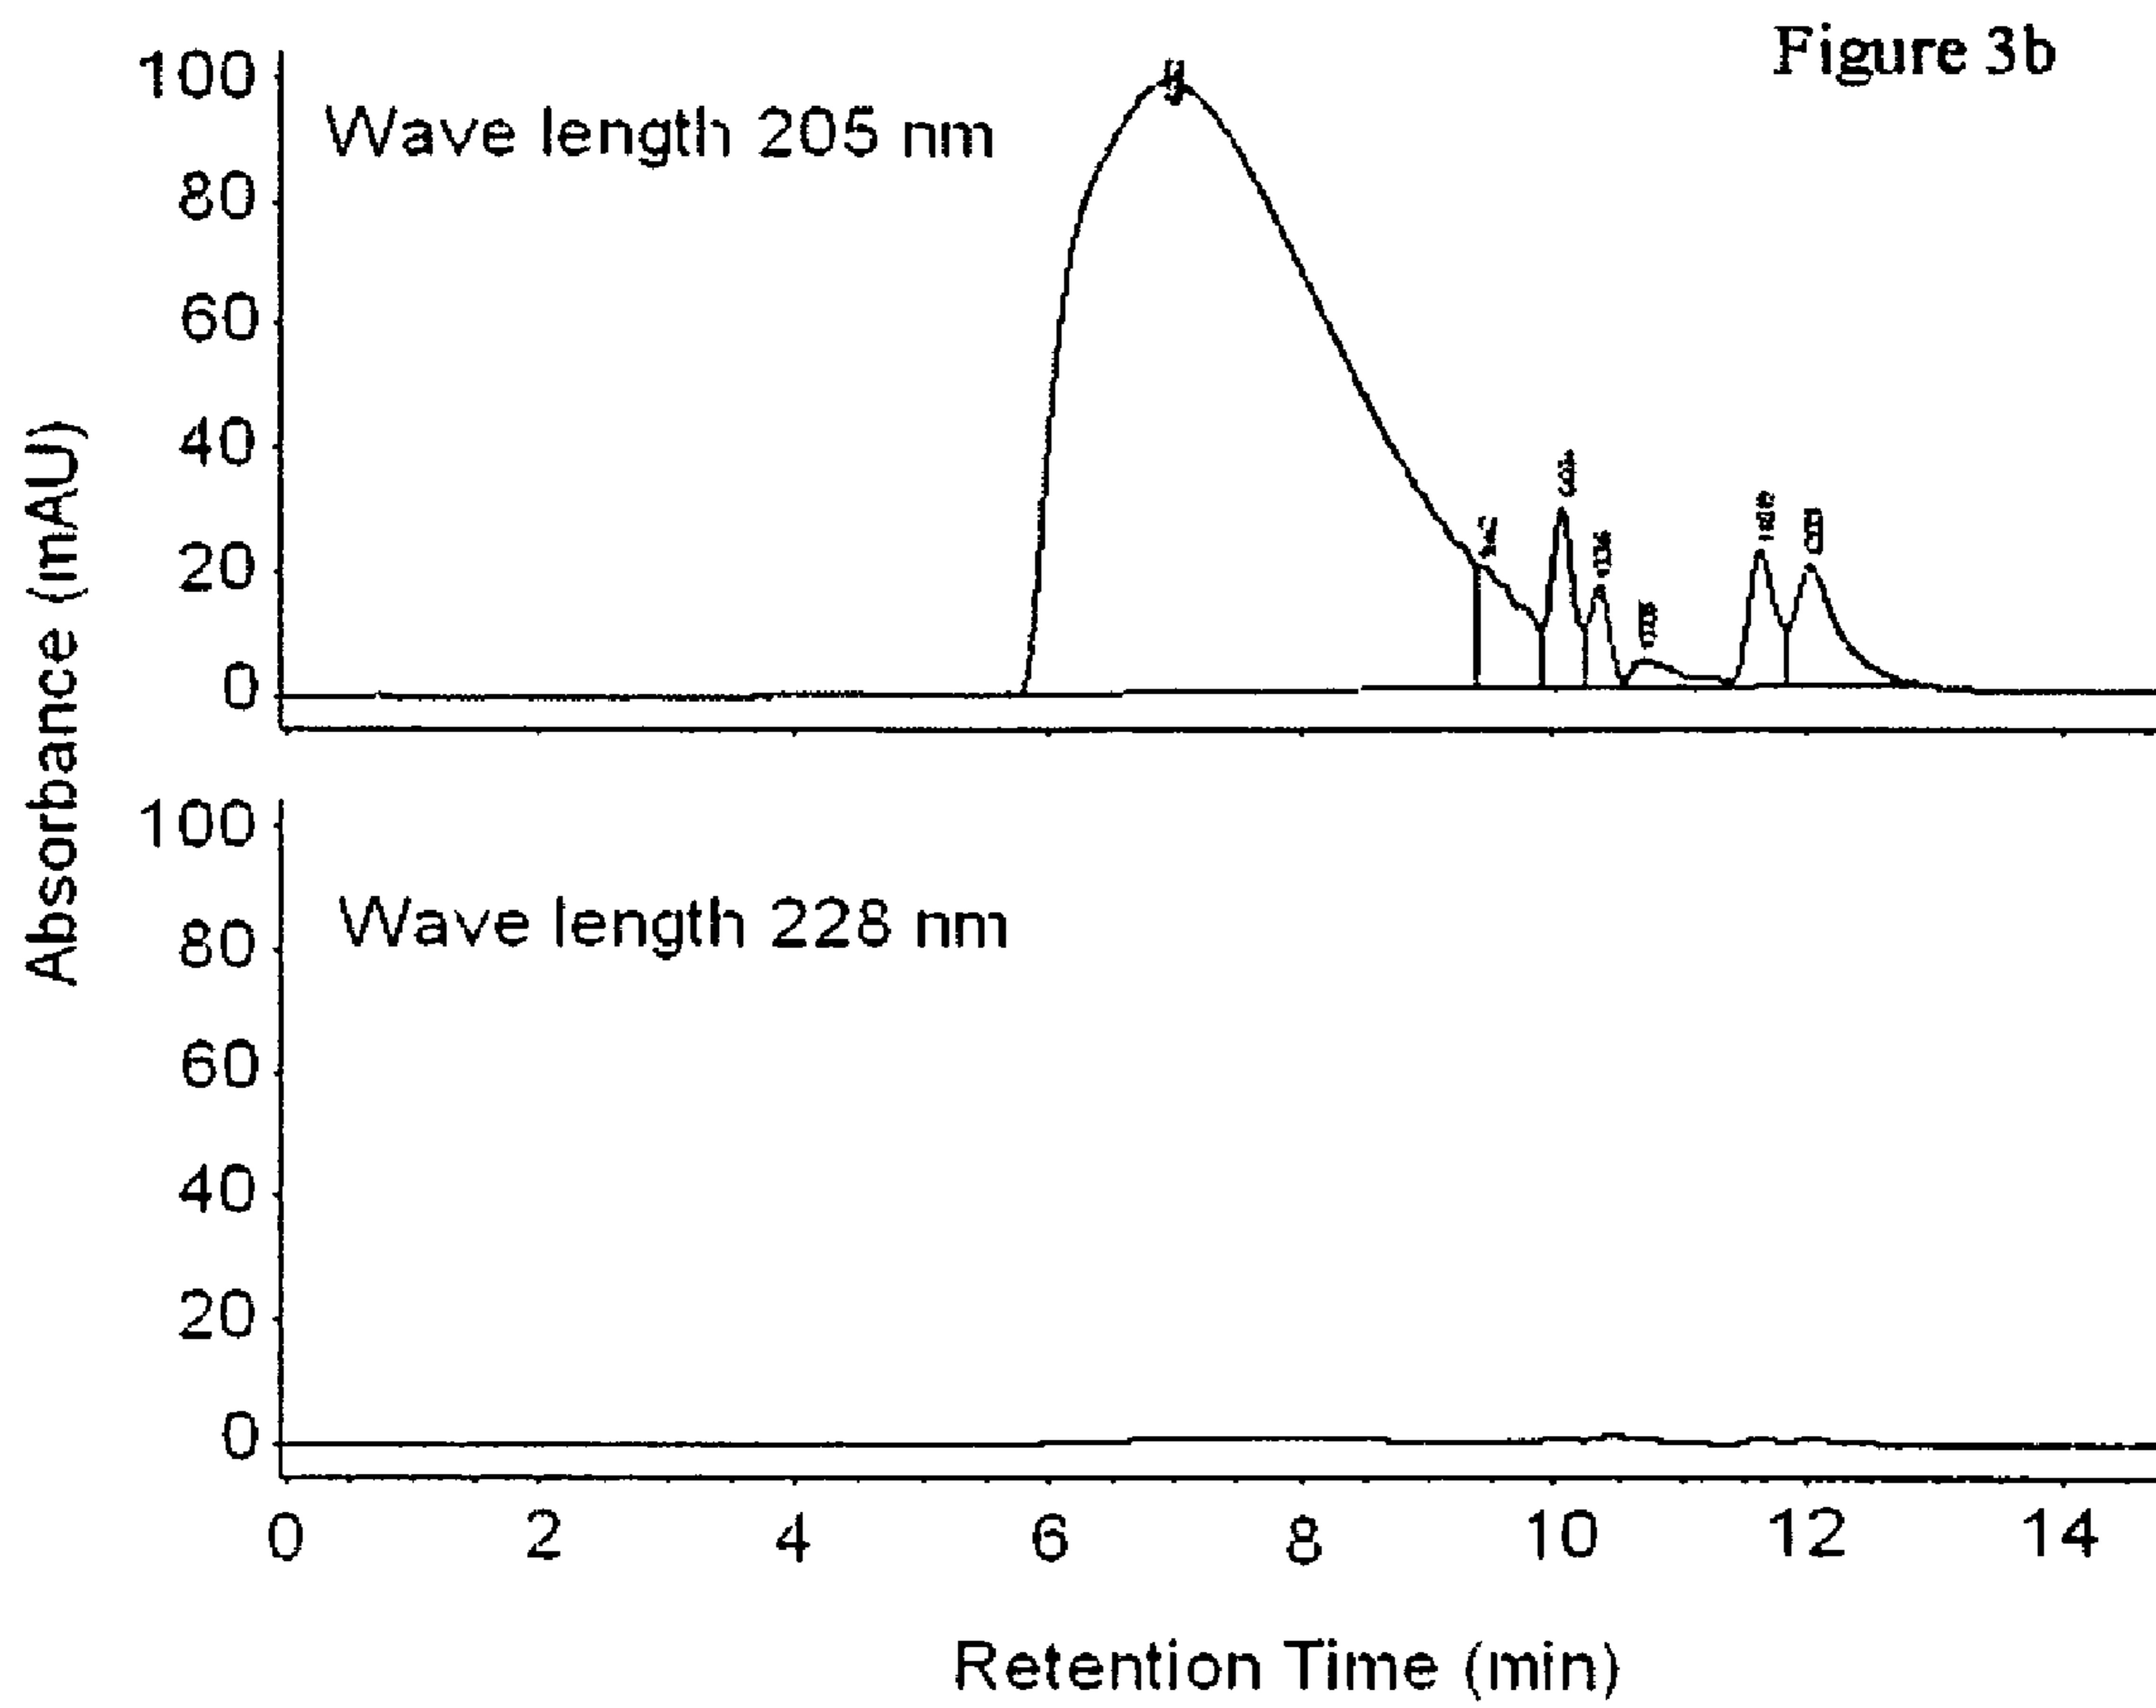 Figure 3b
100
Wave length 205 nm
80
60
40
20
0
Absorbance (mAU)
100
Wave length 228 nm
80
60
40
20
0
0 2 4 6 8 10 12 14
Retention Time (min)